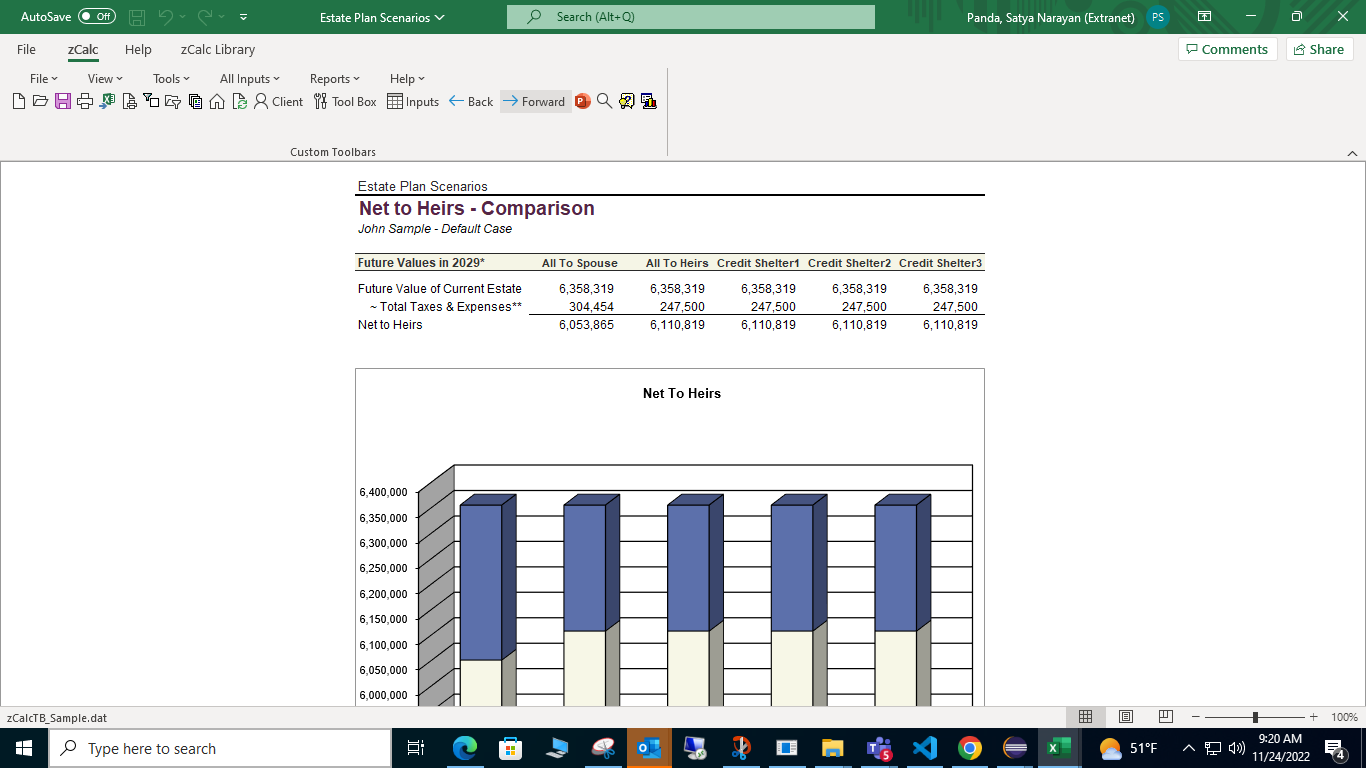 AutoSave Off Estate Plan Scenarios Search (Alt+Q) Panda, Satya Narayan (Extranet) PS
File zCalc Help zCalc Library Comments Share
File View Tools All Inputs Reports Help
Client Tool Box Inputs Back Forward
Custom Toolbars
Estate Plan Scenarios
Net to Heirs - Comparison
John Sample - Default Case
Future Values in 2029* All To Spouse All To Heirs Credit Shelter1 Credit Shelter2 Credit Shelter3
Future Value of Current Estate 6,358,319 6,358,319 6,358,319 6,358,319 6,358,319
~ Total Taxes & Expenses** 304,454 247,500 247,500 247,500 247,500
Net to Heirs 6,053,865 6,110,819 6,110,819 6,110,819 6,110,819
Net To Heirs
6,400,000
6,350,000
6,300,000
6,250,000
6,200,000
6,150,000
6,100,000
6,050,000
6,000,000
zCalcTB_Sample.dat 100%
Type here to search 5 51°F 9:20 AM
11/24/2022 4